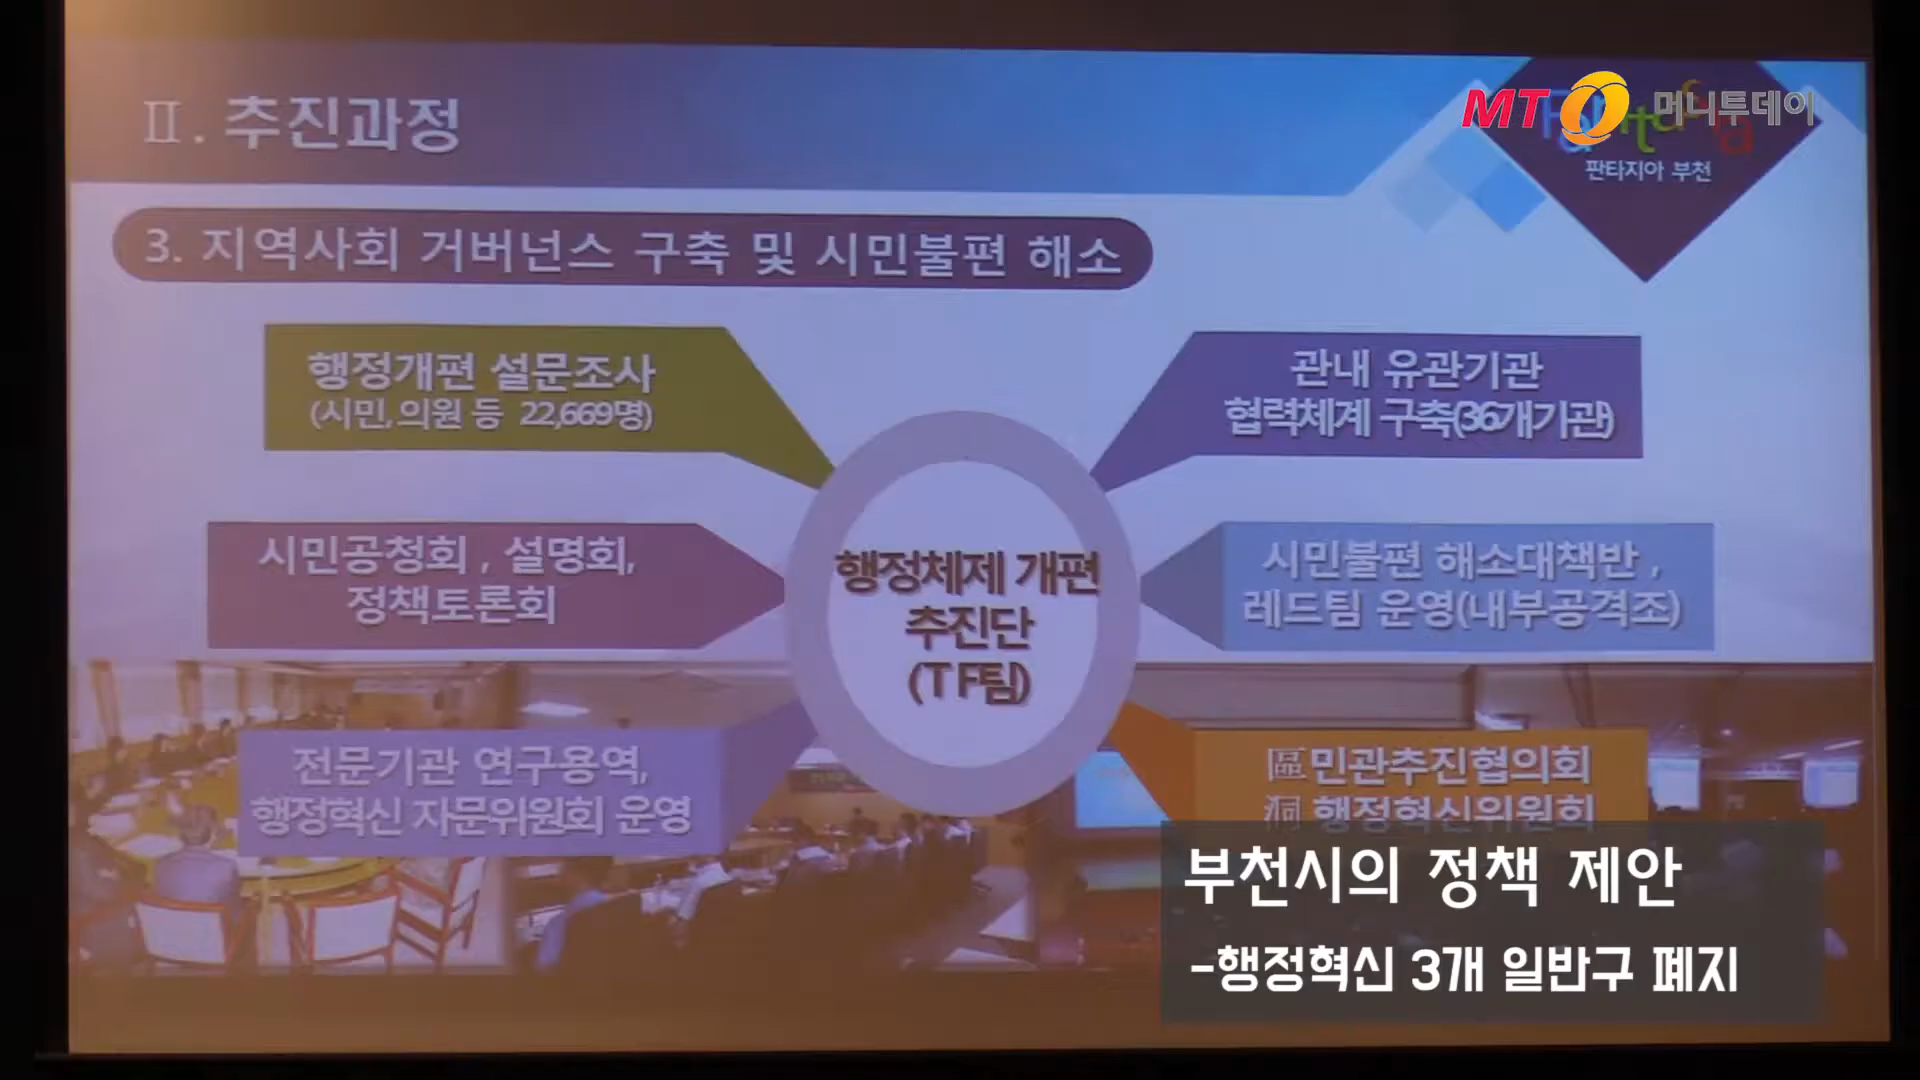 Ⅱ. 추진과정
MT 머니투데이
Fantasia
판타지아 부천
3. 지역사회 거버넌스 구축 및 시민불편 해소
행정개편 설문조사
(시민, 의원 등 22,669명)
관내 유관기관
협력체계 구축(36개기관)
시민공청회, 설명회,
정책토론회
행정체제 개편
추진단
(TF팀)
시민불편 해소대책반,
레드팀 운영(내부공격조)
전문기관 연구용역,
행정혁신 자문위원회 운영
區민관추진협의회
洞 행정혁신위원회
부천시의 정책 제안
-행정혁신 3개 일반구 폐지